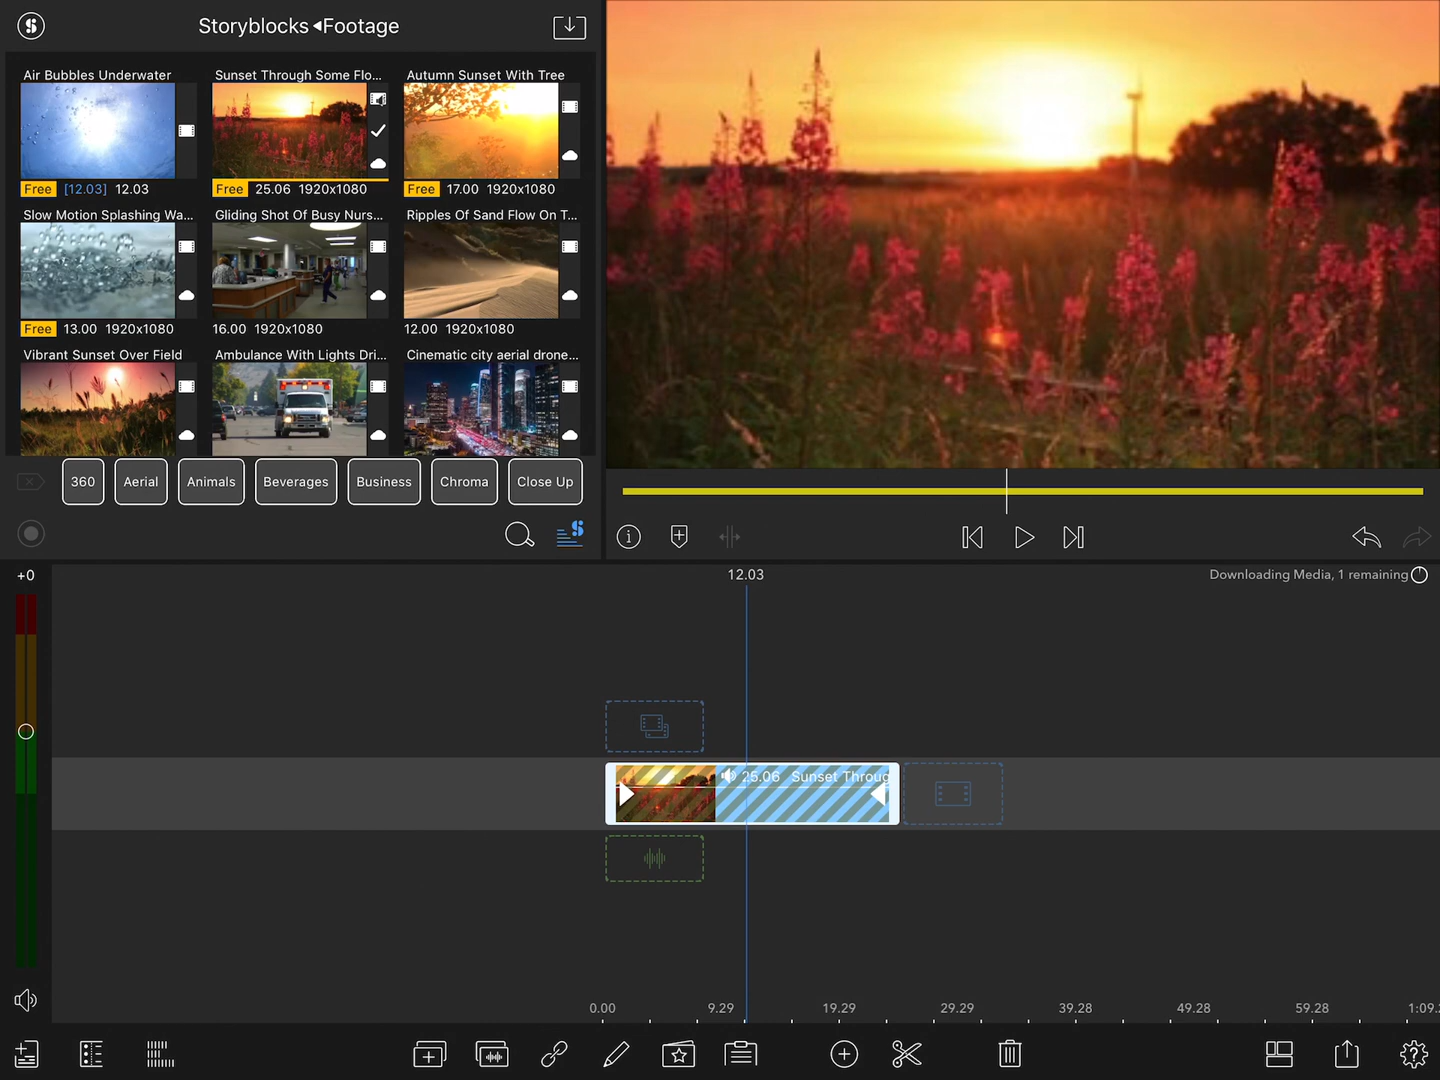 Storyblocks ◀Footage
Air Bubbles Underwater
Sunset Through Some Flo...
Autumn Sunset With Tree
Free [12.03] 12.03
Free 25.06 1920x1080
Free 17.00 1920x1080
Slow Motion Splashing Wa...
Gliding Shot Of Busy Nurs...
Ripples Of Sand Flow On T...
Free 13.00 1920x1080
16.00 1920x1080
12.00 1920x1080
Vibrant Sunset Over Field
Ambulance With Lights Dri...
Cinematic city aerial drone...
360
Aerial
Animals
Beverages
Business
Chroma
Close Up
+0
12.03
Downloading Media, 1 remaining
25.06 Sunset Throug
0.00
9.29
19.29
29.29
39.28
49.28
59.28
1:09.